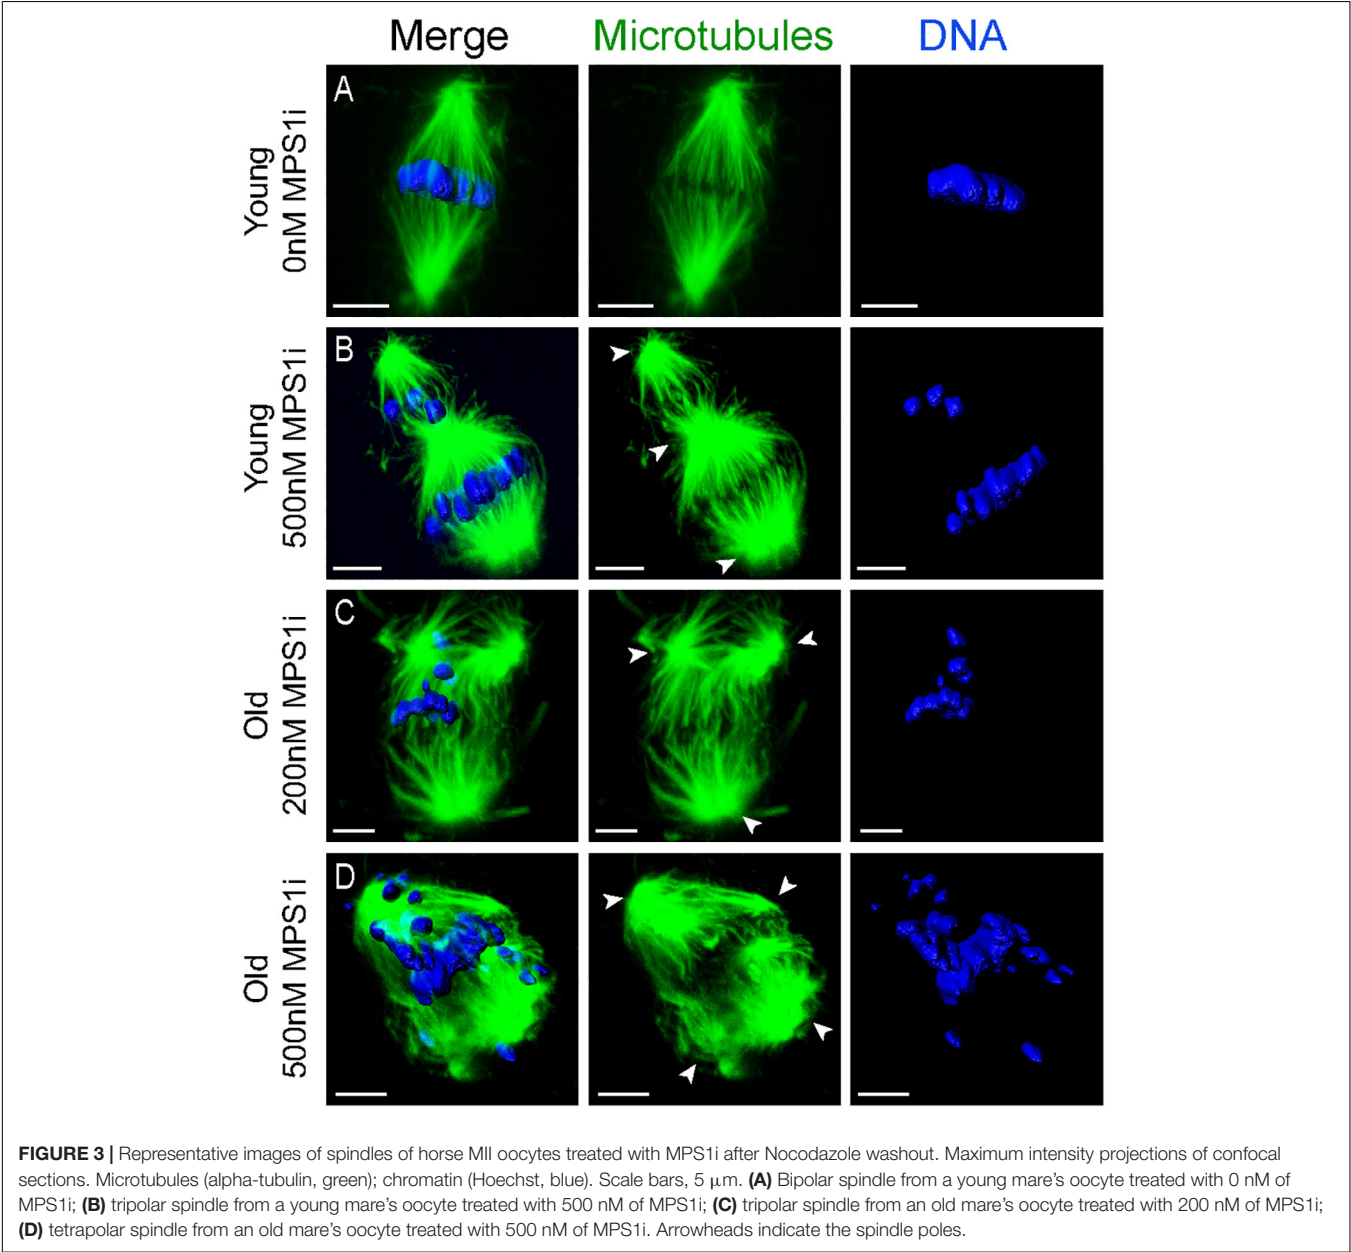 Merge Microtubules DNA
Young
0nM MPS1i
A
Young
500nM MPS1i
B
Old
200nM MPS1i
C
Old
500nM MPS1i
D
FIGURE 3 | Representative images of spindles of horse MII oocytes treated with MPS1i after Nocodazole washout. Maximum intensity projections of confocal
sections. Microtubules (alpha-tubulin, green); chromatin (Hoechst, blue). Scale bars, 5 μm. (A) Bipolar spindle from a young mare's oocyte treated with 0 nM of
MPS1i; (B) tripolar spindle from a young mare's oocyte treated with 500 nM of MPS1i; (C) tripolar spindle from an old mare's oocyte treated with 200 nM of MPS1i;
(D) tetrapolar spindle from an old mare's oocyte treated with 500 nM of MPS1i. Arrowheads indicate the spindle poles.